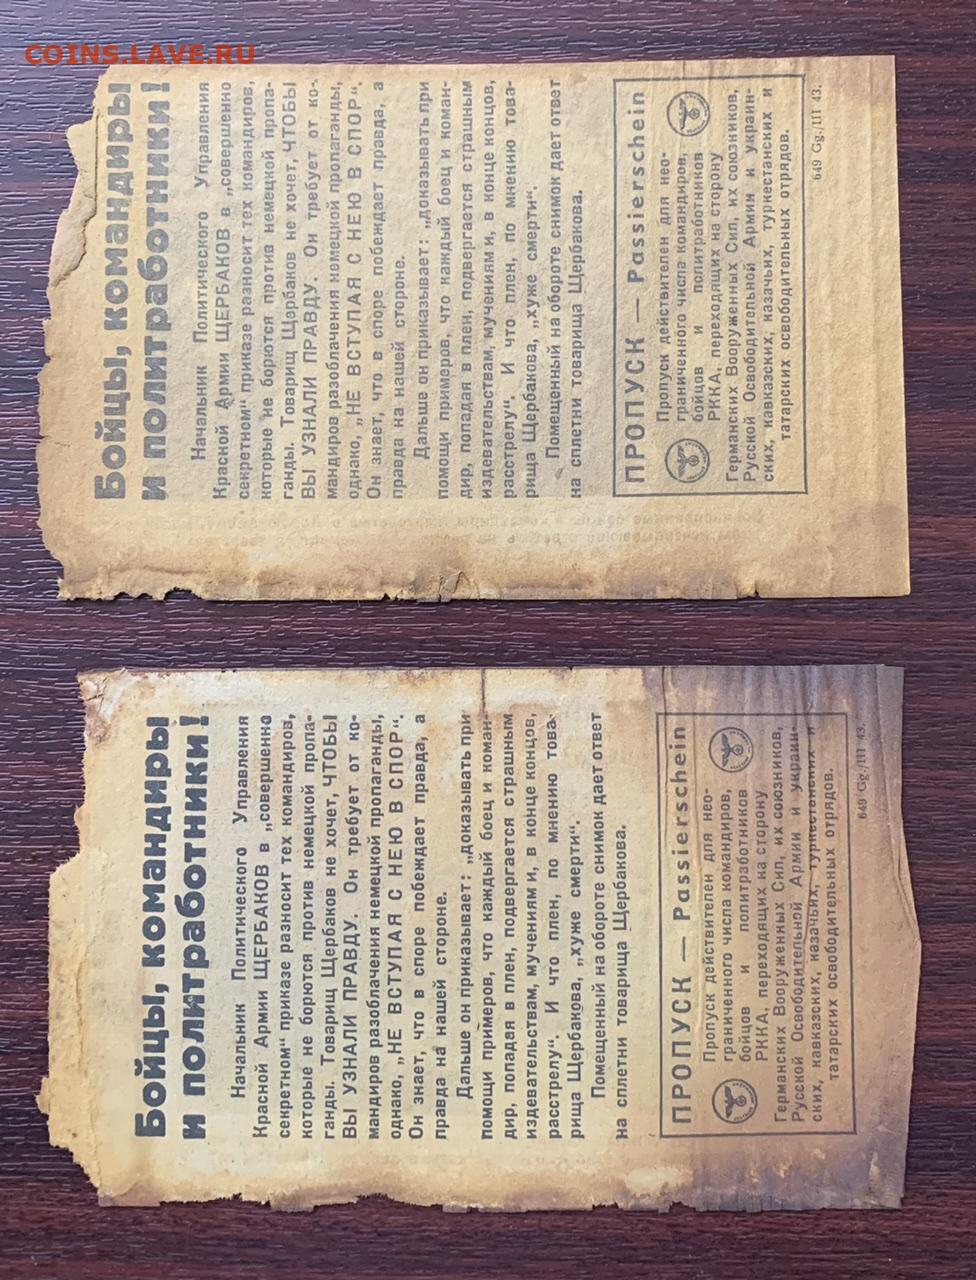 COINS.LAVE.RU
Бойцы, командиры
и политработники!
Начальник Политического Управления
Красной Армии ЩЕРБАКОВ в „совершенно
секретном“ приказе разносит тех командиров,
которые не борются против немецкой пропа-
ганды. Товарищ Щербаков не хочет, ЧТОБЫ
ВЫ УЗНАЛИ ПРАВДУ. Он требует от ко-
мандиров разоблачения немецкой пропаганды,
однако, „НЕ ВСТУПАЯ С НЕЮ В СПОР“.
Он знает, что в споре побеждает правда, а
правда на нашей стороне.
Дальше он приказывает: „доказывать при
помощи примеров, что каждый боец и коман-
дир, попадая в плен, подвергается страшным
издевательствам, мучениям и, в конце концов,
расстрелу“. И что плен, по мнению това-
рища Щербакова, „хуже смерти“.
Помещенный на обороте снимок дает ответ
на сплетни товарища Щербакова.
ПРОПУСК — Passierschein
Пропуск действителен для нео-
граниченного числа командиров,
бойцов и политработников
РККА, переходящих на сторону
Германских Вооруженных Сил, их союзников,
Русской Освободительной Армии и украин-
ских, кавказских, казачьих, туркестанских и
татарских освободительных отрядов.
649 Gg./III 43.
Бойцы, командиры
и политработники!
Начальник Политического Управления
Красной Армии ЩЕРБАКОВ в „совершенно
секретном“ приказе разносит тех командиров,
которые не борются против немецкой пропа-
ганды. Товарищ Щербаков не хочет, ЧТОБЫ
ВЫ УЗНАЛИ ПРАВДУ. Он требует от ко-
мандиров разоблачения немецкой пропаганды,
однако, „НЕ ВСТУПАЯ С НЕЮ В СПОР“.
Он знает, что в споре побеждает правда, а
правда на нашей стороне.
Дальше он приказывает: „доказывать при
помощи примеров, что каждый боец и коман-
дир, попадая в плен, подвергается страшным
издевательствам, мучениям и, в конце концов,
расстрелу“. И что плен, по мнению това-
рища Щербакова, „хуже смерти“.
Помещенный на обороте снимок дает ответ
на сплетни товарища Щербакова.
ПРОПУСК — Passierschein
Пропуск действителен для нео-
граниченного числа командиров,
бойцов и политработников
РККА, переходящих на сторону
Германских Вооруженных Сил, их союзников,
Русской Освободительной Армии и украин-
ских, кавказских, казачьих, туркестанских и
татарских освободительных отрядов.
649 Gg./III 43.